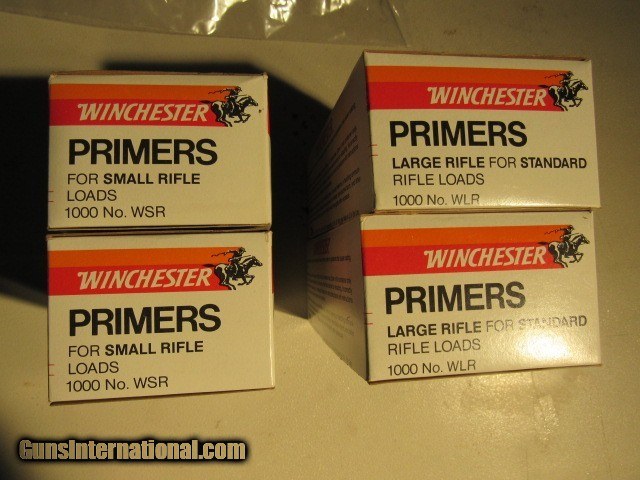 WINCHESTER
PRIMERS
FOR SMALL RIFLE
LOADS
1000 No. WSR
WINCHESTER
PRIMERS
FOR SMALL RIFLE
LOADS
1000 No. WSR
WINCHESTER
PRIMERS
LARGE RIFLE FOR STANDARD
RIFLE LOADS
1000 No. WLR
WINCHESTER
PRIMERS
LARGE RIFLE FOR STANDARD
RIFLE LOADS
1000 No. WLR
GunsInternational.com